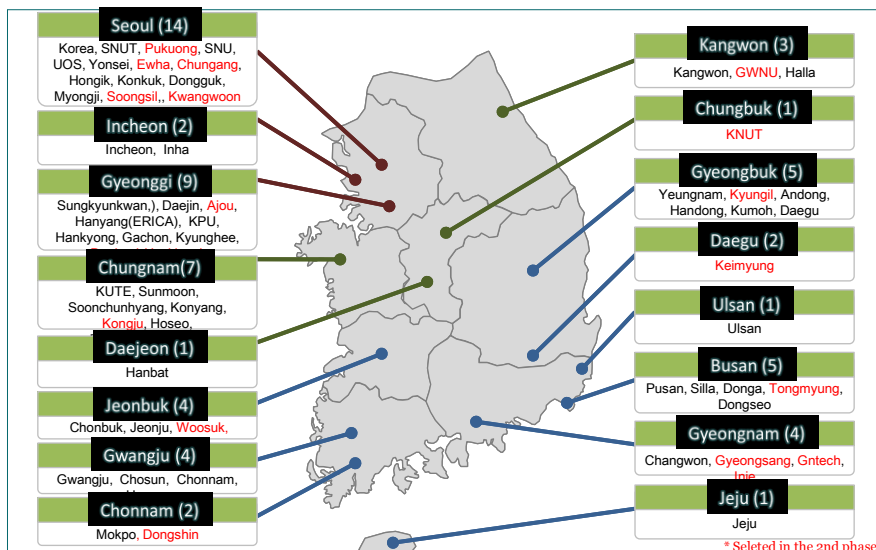 Seoul (14)
Korea, SNUT, Pukuong, SNU,
UOS, Yonsei, Ewha, Chungang,
Hongik, Konkuk, Dongguk,
Myongji, Soongsil,, Kwangwoon
Incheon (2)
Incheon, Inha
Gyeonggi (9)
Sungkyunkwan,), Daejin, Ajou,
Hanyang(ERICA), KPU,
Hankyong, Gachon, Kyunghee,
Chungnam(7)
KUTE, Sunmoon,
Soonchunhyang, Konyang,
Kongju, Hoseo,
Daejeon (1)
Hanbat
Jeonbuk (4)
Chonbuk, Jeonju, Woosuk,
Gwangju (4)
Gwangju, Chosun, Chonnam,
Chonnam (2)
Mokpo, Dongshin
Kangwon (3)
Kangwon, GWNU, Halla
Chungbuk (1)
KNUT
Gyeongbuk (5)
Yeungnam, Kyungil, Andong,
Handong, Kumoh, Daegu
Daegu (2)
Keimyung
Ulsan (1)
Ulsan
Busan (5)
Pusan, Silla, Donga, Tongmyung,
Dongseo
Gyeongnam (4)
Changwon, Gyeongsang, Gntech,
Inje
Jeju (1)
Jeju
* Seleted in the 2nd phase